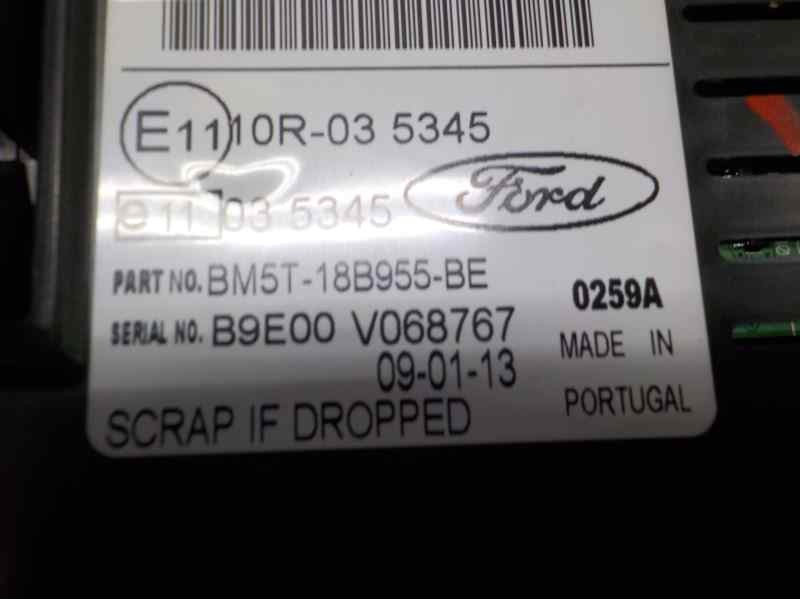 E11 10R-03 5345
e11 03 5345 Ford
PART NO. BM5T-18B955-BE
0259A
SERIAL NO. B9E00 V068767
MADE IN
09-01-13
PORTUGAL
SCRAP IF DROPPED